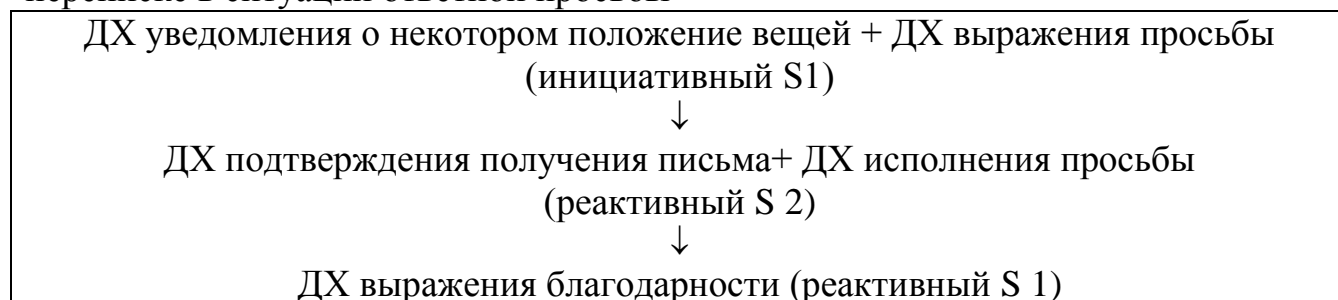 переписке в ситуации ответной просьбы
ДХ уведомления о некотором положение вещей + ДХ выражения просьбы
(инициативный S1)
↓
ДХ подтверждения получения письма+ ДХ исполнения просьбы
(реактивный S 2)
↓
ДХ выражения благодарности (реактивный S 1)